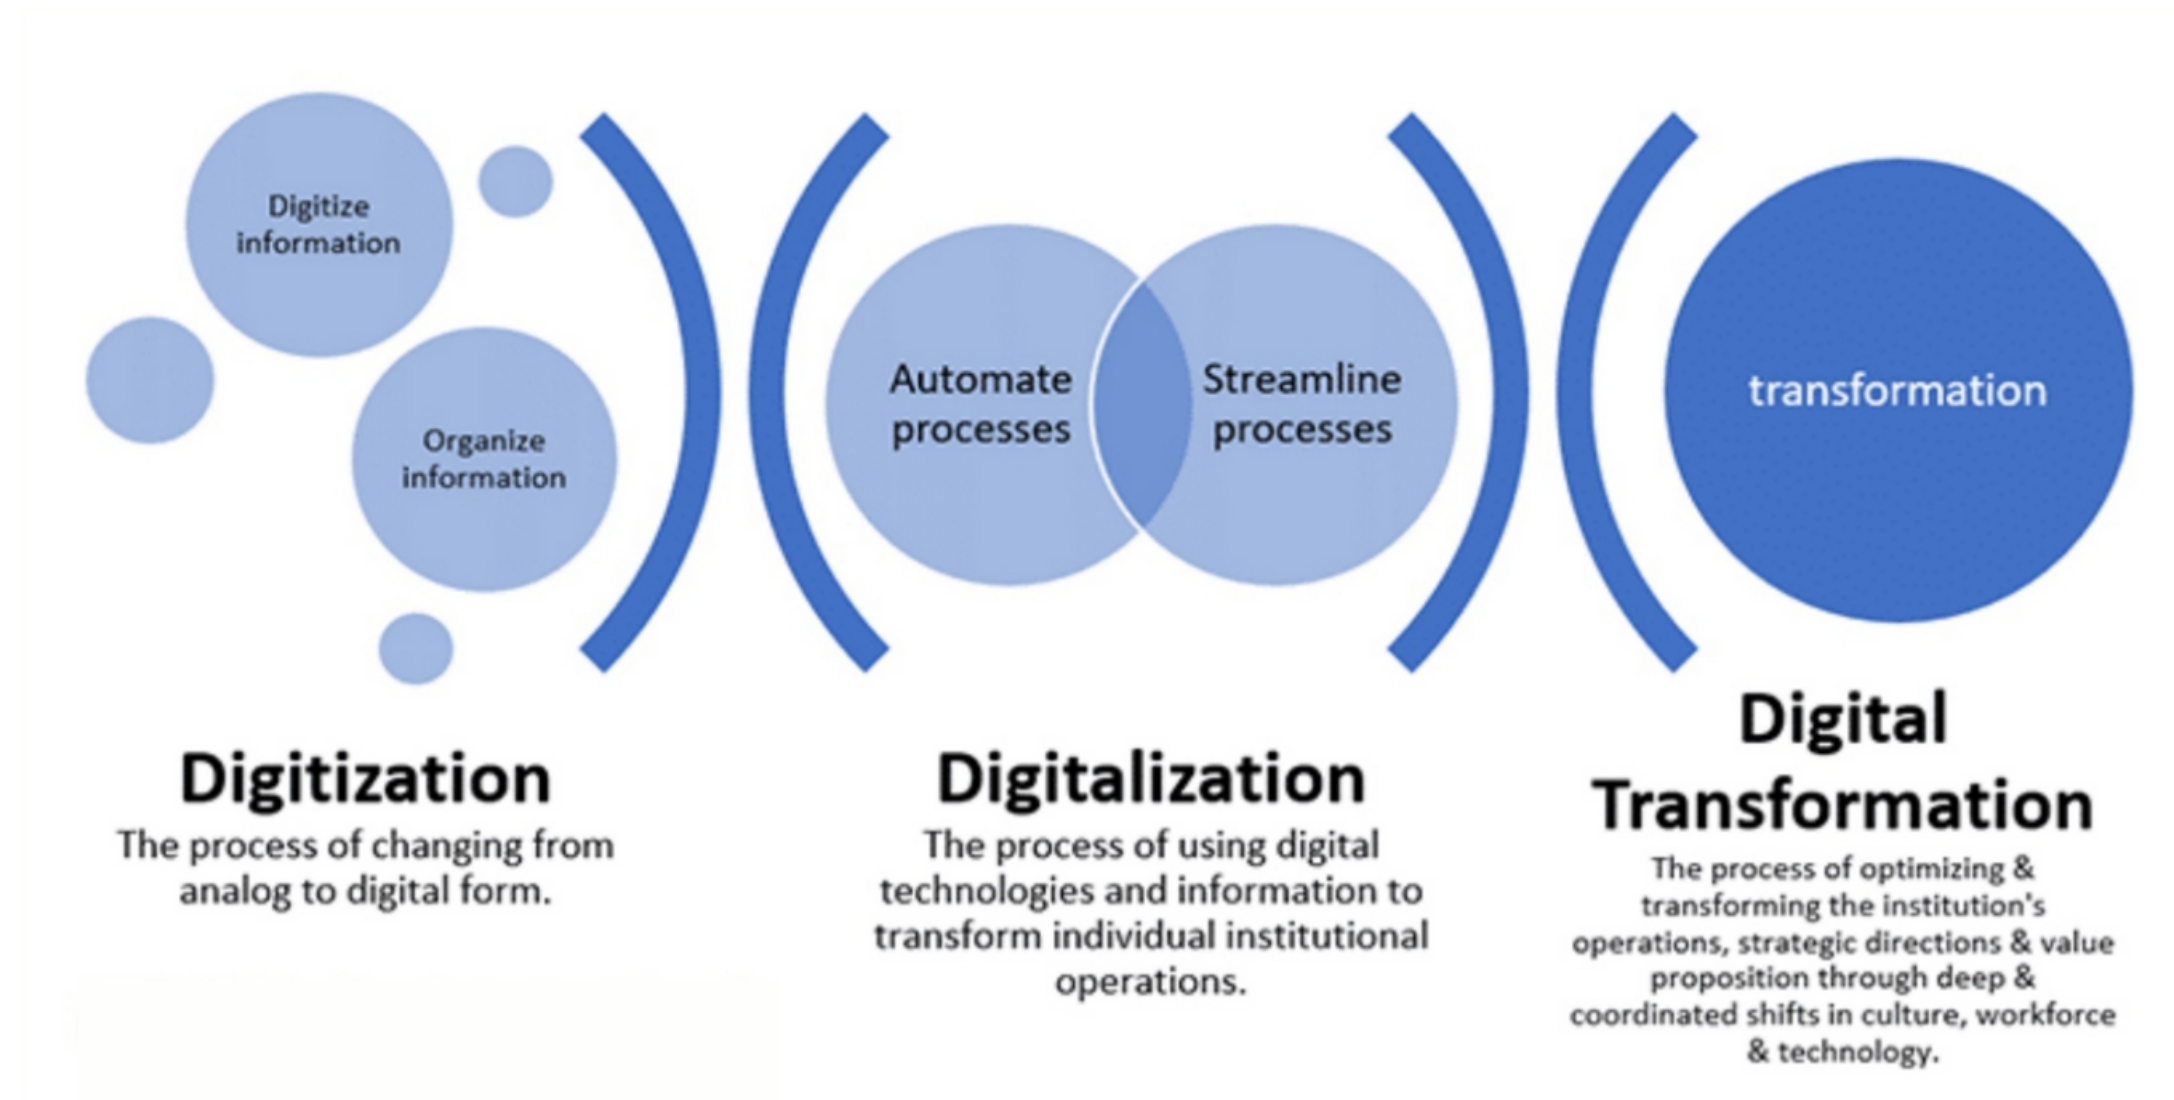 Digitize
information
Organize
information
Automate
processes
Streamline
processes
transformation
Digitization
The process of changing from
analog to digital form.
Digitalization
The process of using digital
technologies and information to
transform individual institutional
operations.
Digital
Transformation
The process of optimizing &
transforming the institution's
operations, strategic directions & value
proposition through deep &
coordinated shifts in culture, workforce
& technology.